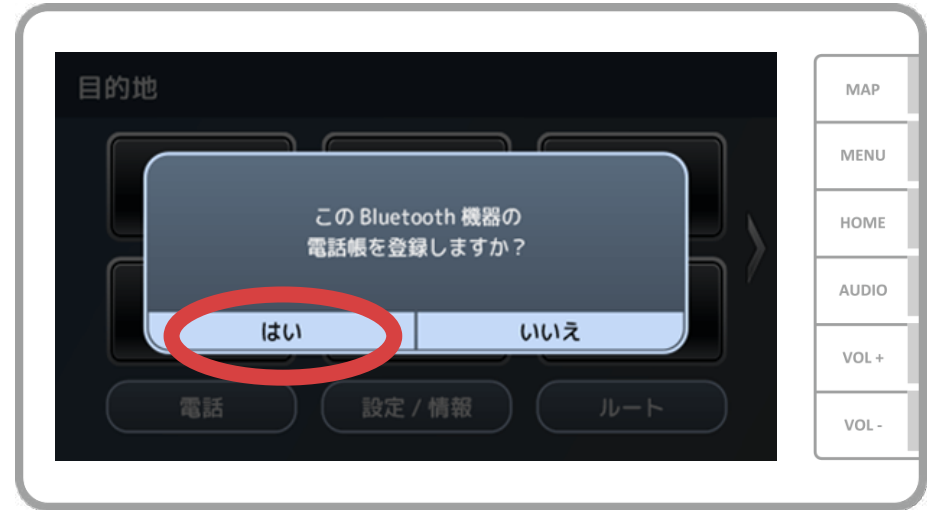 目的地
この Bluetooth 機器の
電話帳を登録しますか？
はい
いいえ
電話
設定 / 情報
ルート
MAP
MENU
HOME
AUDIO
VOL +
VOL -